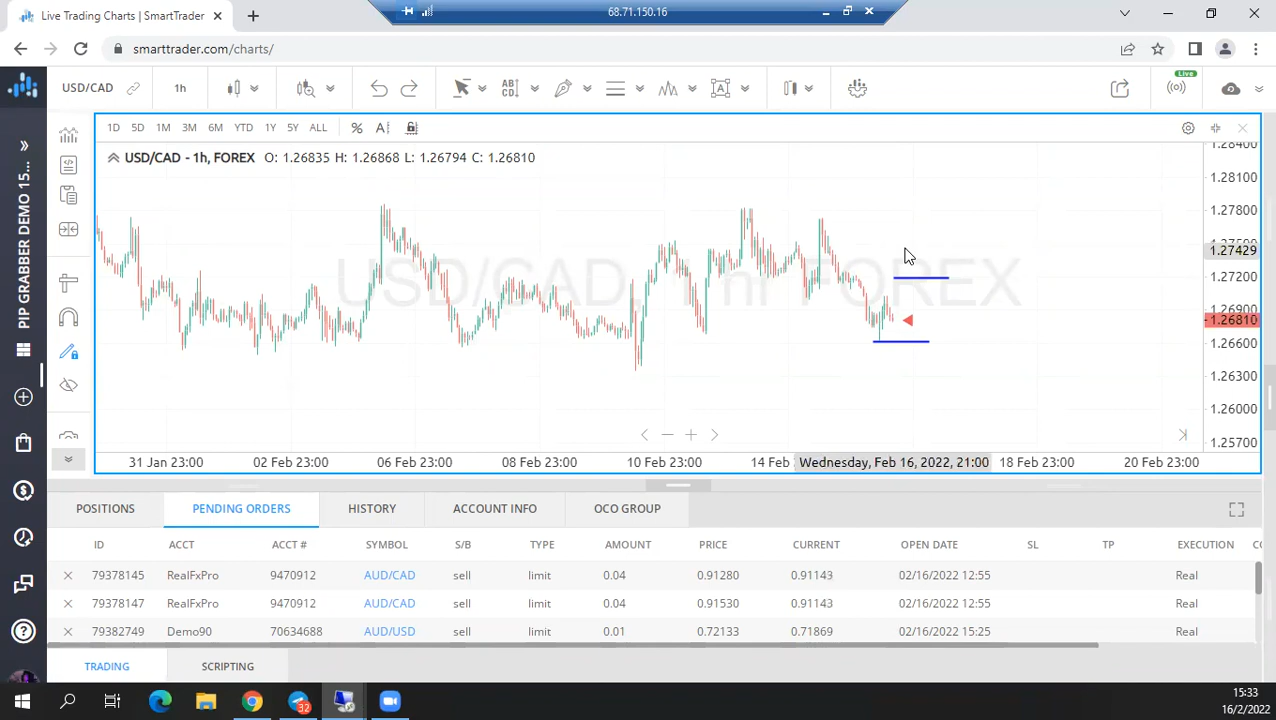 Live Trading Charts | SmartTrader
68.71.150.16
smarttrader.com/charts/
USD/CAD
1h
AB
CD
A
Live
1D 5D 1M 3M 6M YTD 1Y 5Y ALL % A
USD/CAD - 1h, FOREX O: 1.26835 H: 1.26868 L: 1.26794 C: 1.26810
USD/CAD, 1h FOREX
1.28400
1.28100
1.27800
1.27500
1.27429
1.27200
1.26900
1.26810
1.26600
1.26300
1.26000
1.25700
PIP GRABBER DEMO 15...
31 Jan 23:00 02 Feb 23:00 06 Feb 23:00 08 Feb 23:00 10 Feb 23:00 14 Feb Wednesday, Feb 16, 2022, 21:00 18 Feb 23:00 20 Feb 23:00
POSITIONS PENDING ORDERS HISTORY ACCOUNT INFO OCO GROUP
ID ACCT ACCT # SYMBOL S/B TYPE AMOUNT PRICE CURRENT OPEN DATE SL TP EXECUTION CO
79378145 RealFxPro 9470912 AUD/CAD sell limit 0.04 0.91280 0.91143 02/16/2022 12:55 Real
79378147 RealFxPro 9470912 AUD/CAD sell limit 0.04 0.91530 0.91143 02/16/2022 12:55 Real
79382749 Demo90 70634688 AUD/USD sell limit 0.01 0.72133 0.71869 02/16/2022 15:25 Real
TRADING SCRIPTING
32
15:33
16/2/2022